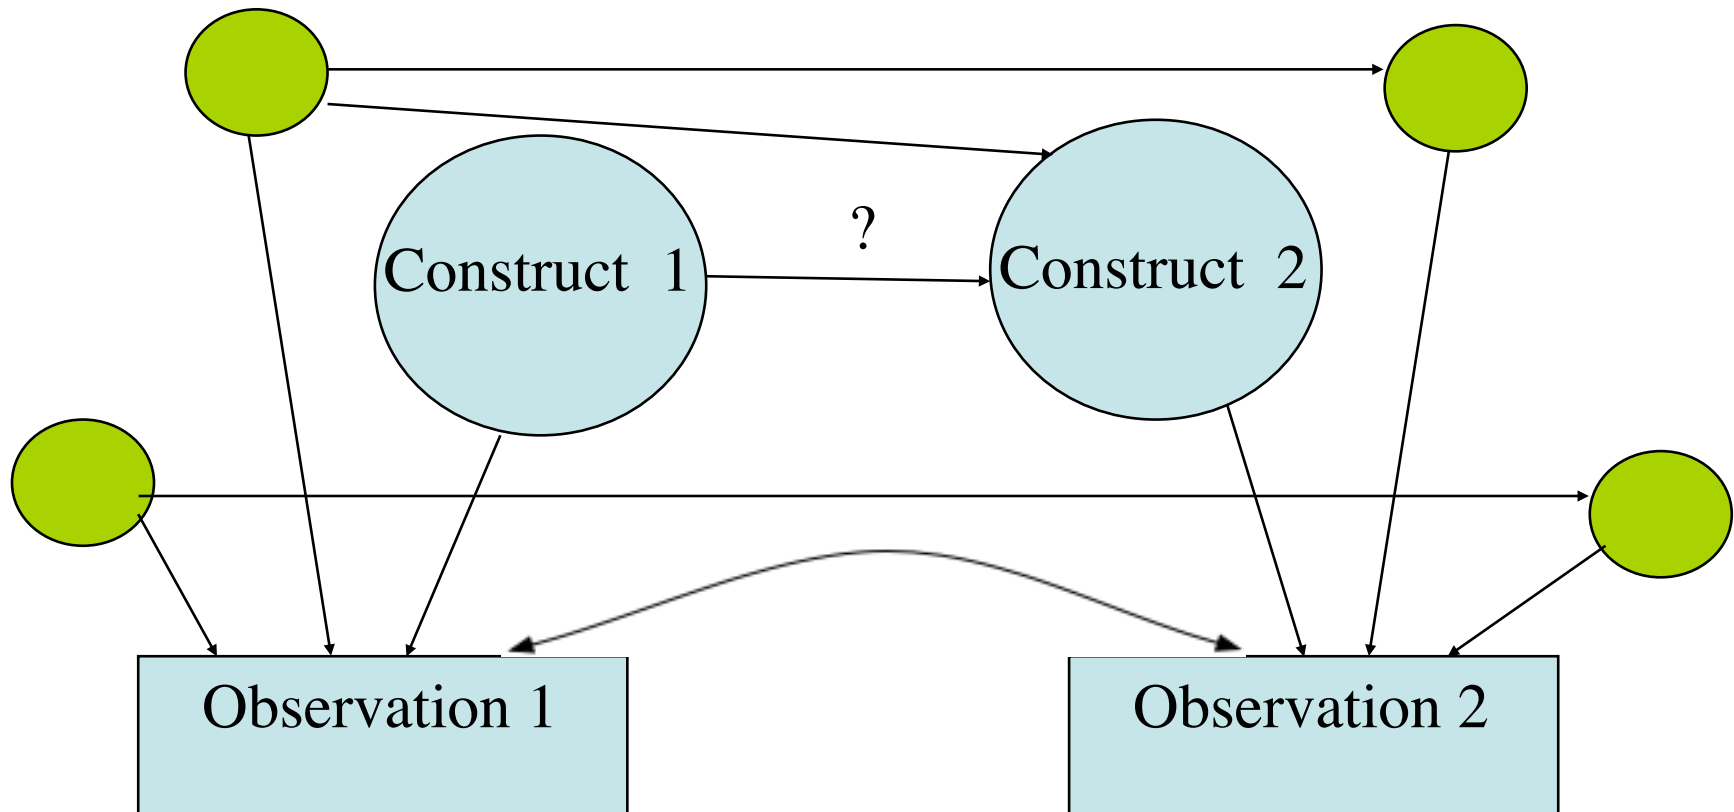 ?
Construct 1
Construct 2
Observation 1
Observation 2